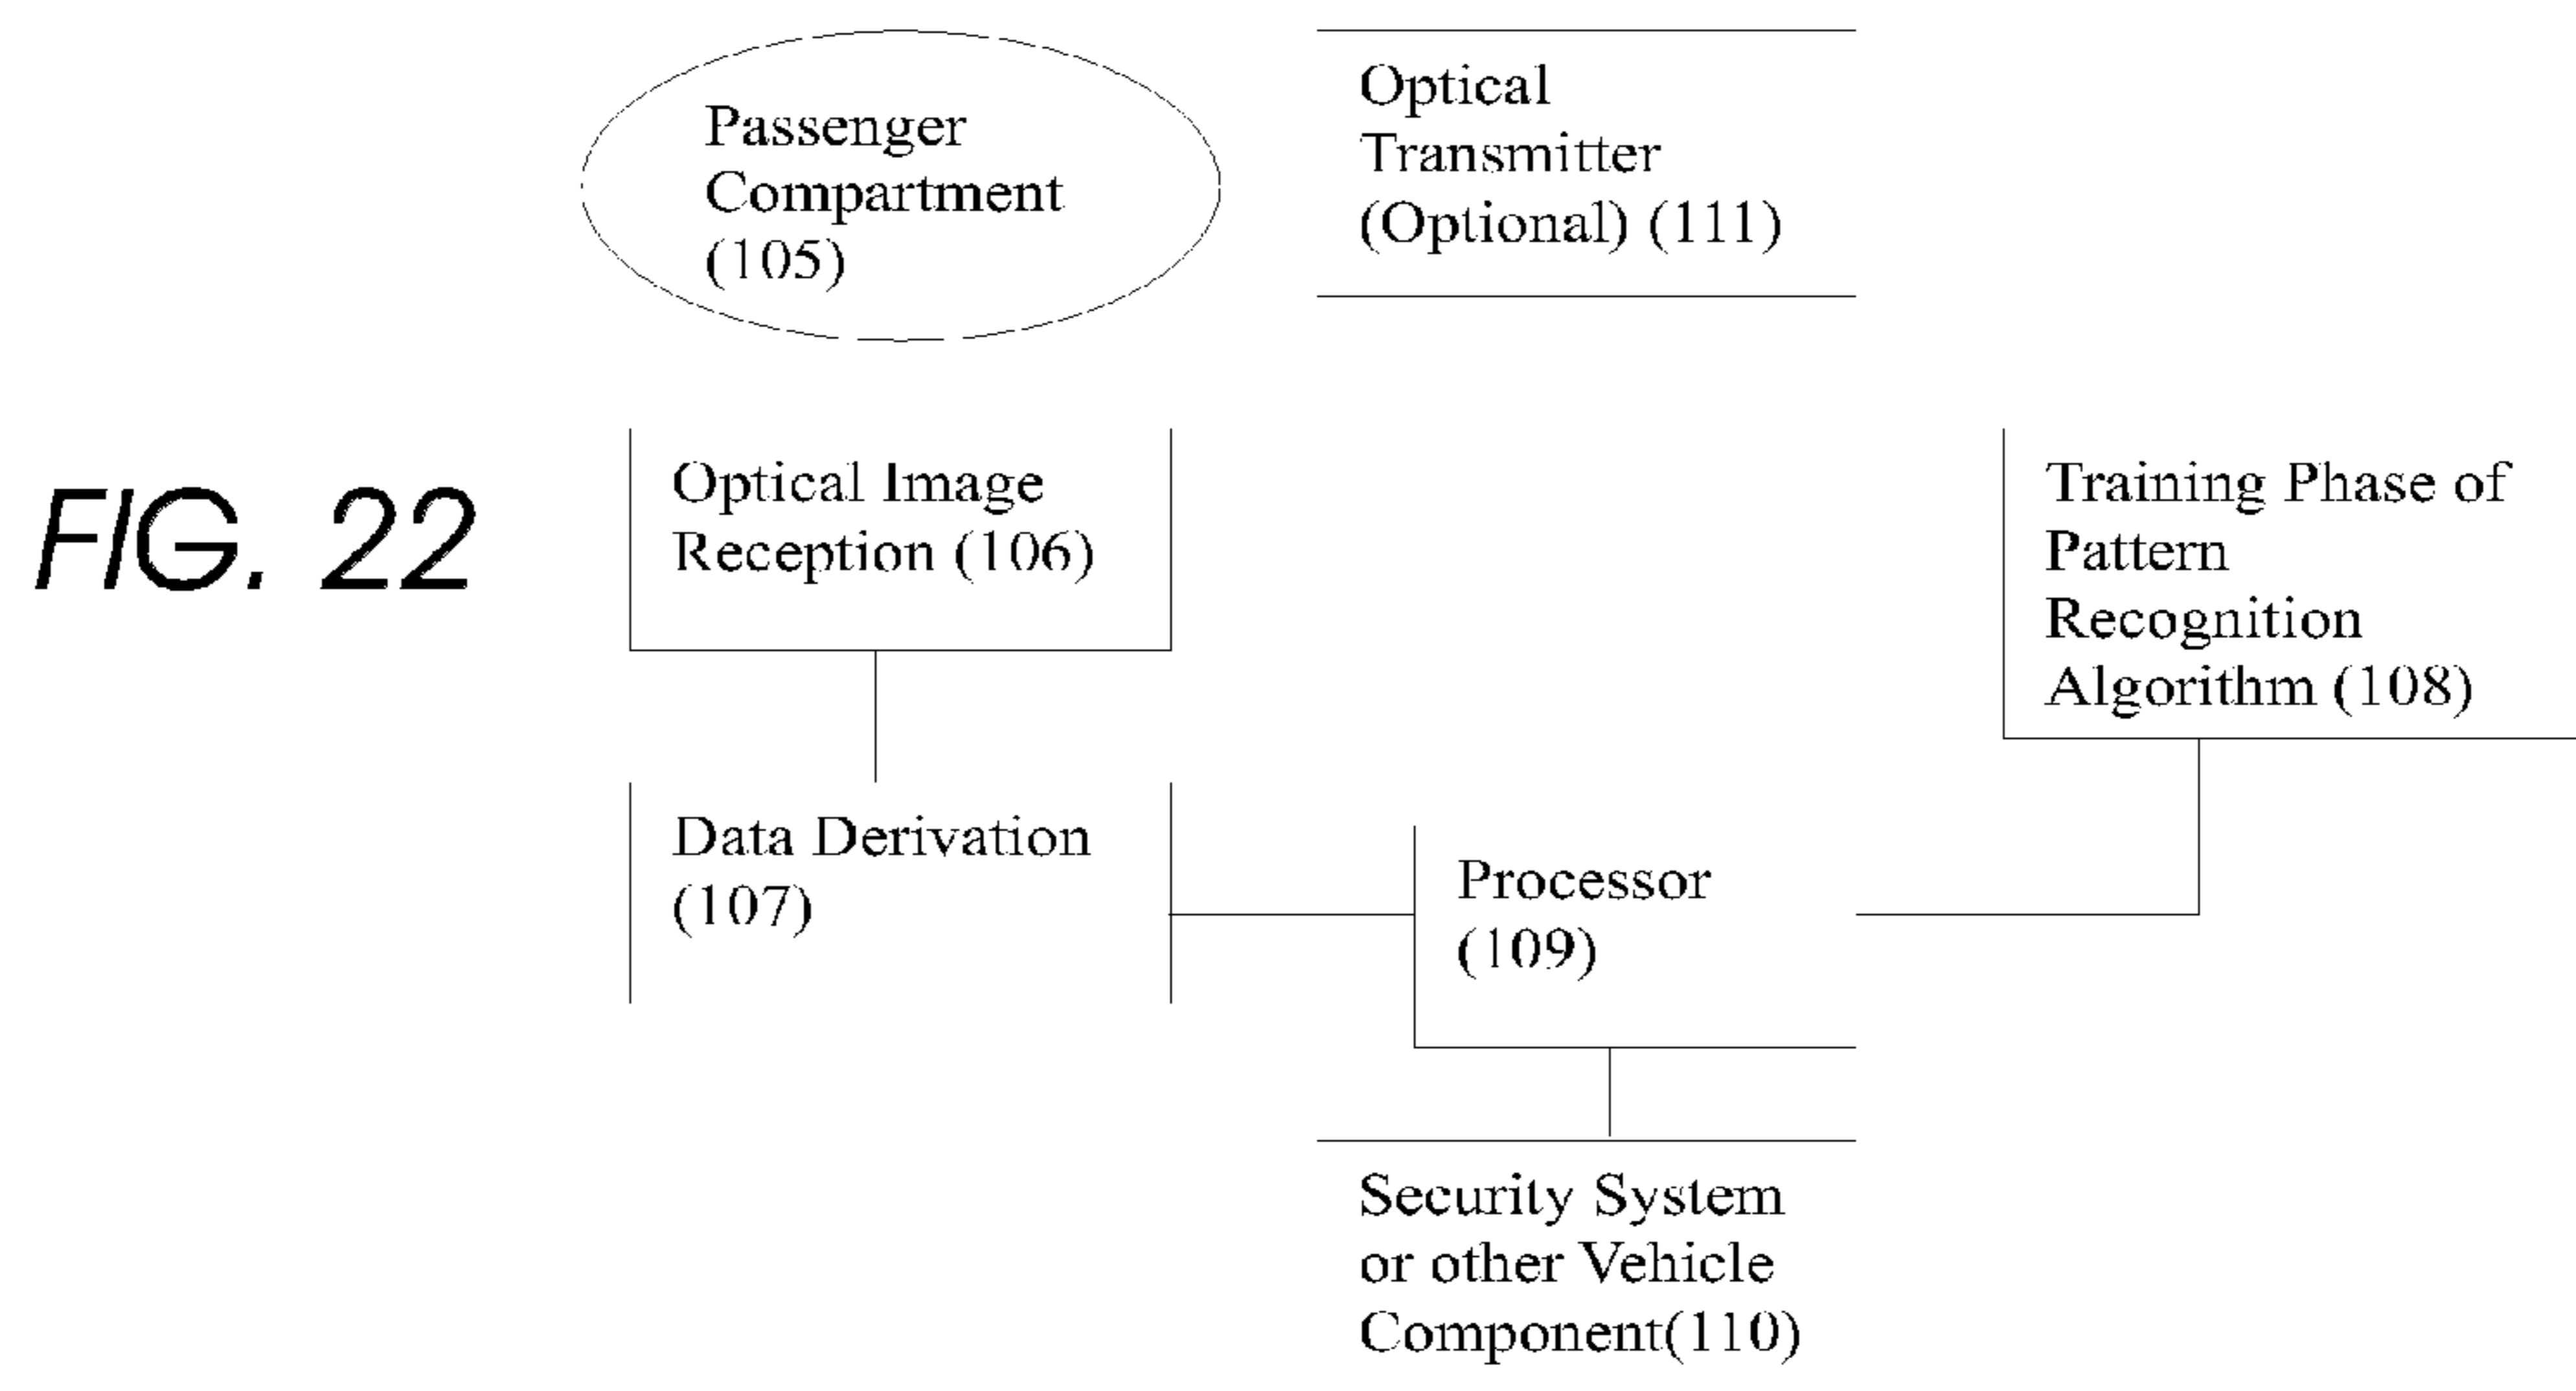 Passenger
Compartment
(105)
Optical
Transmitter
(Optional) (111)
FIG. 22
Optical Image
Reception (106)
Training Phase of
Pattern
Recognition
Algorithm (108)
Data Derivation
(107)
Processor
(109)
Security System
or other Vehicle
Component(110)